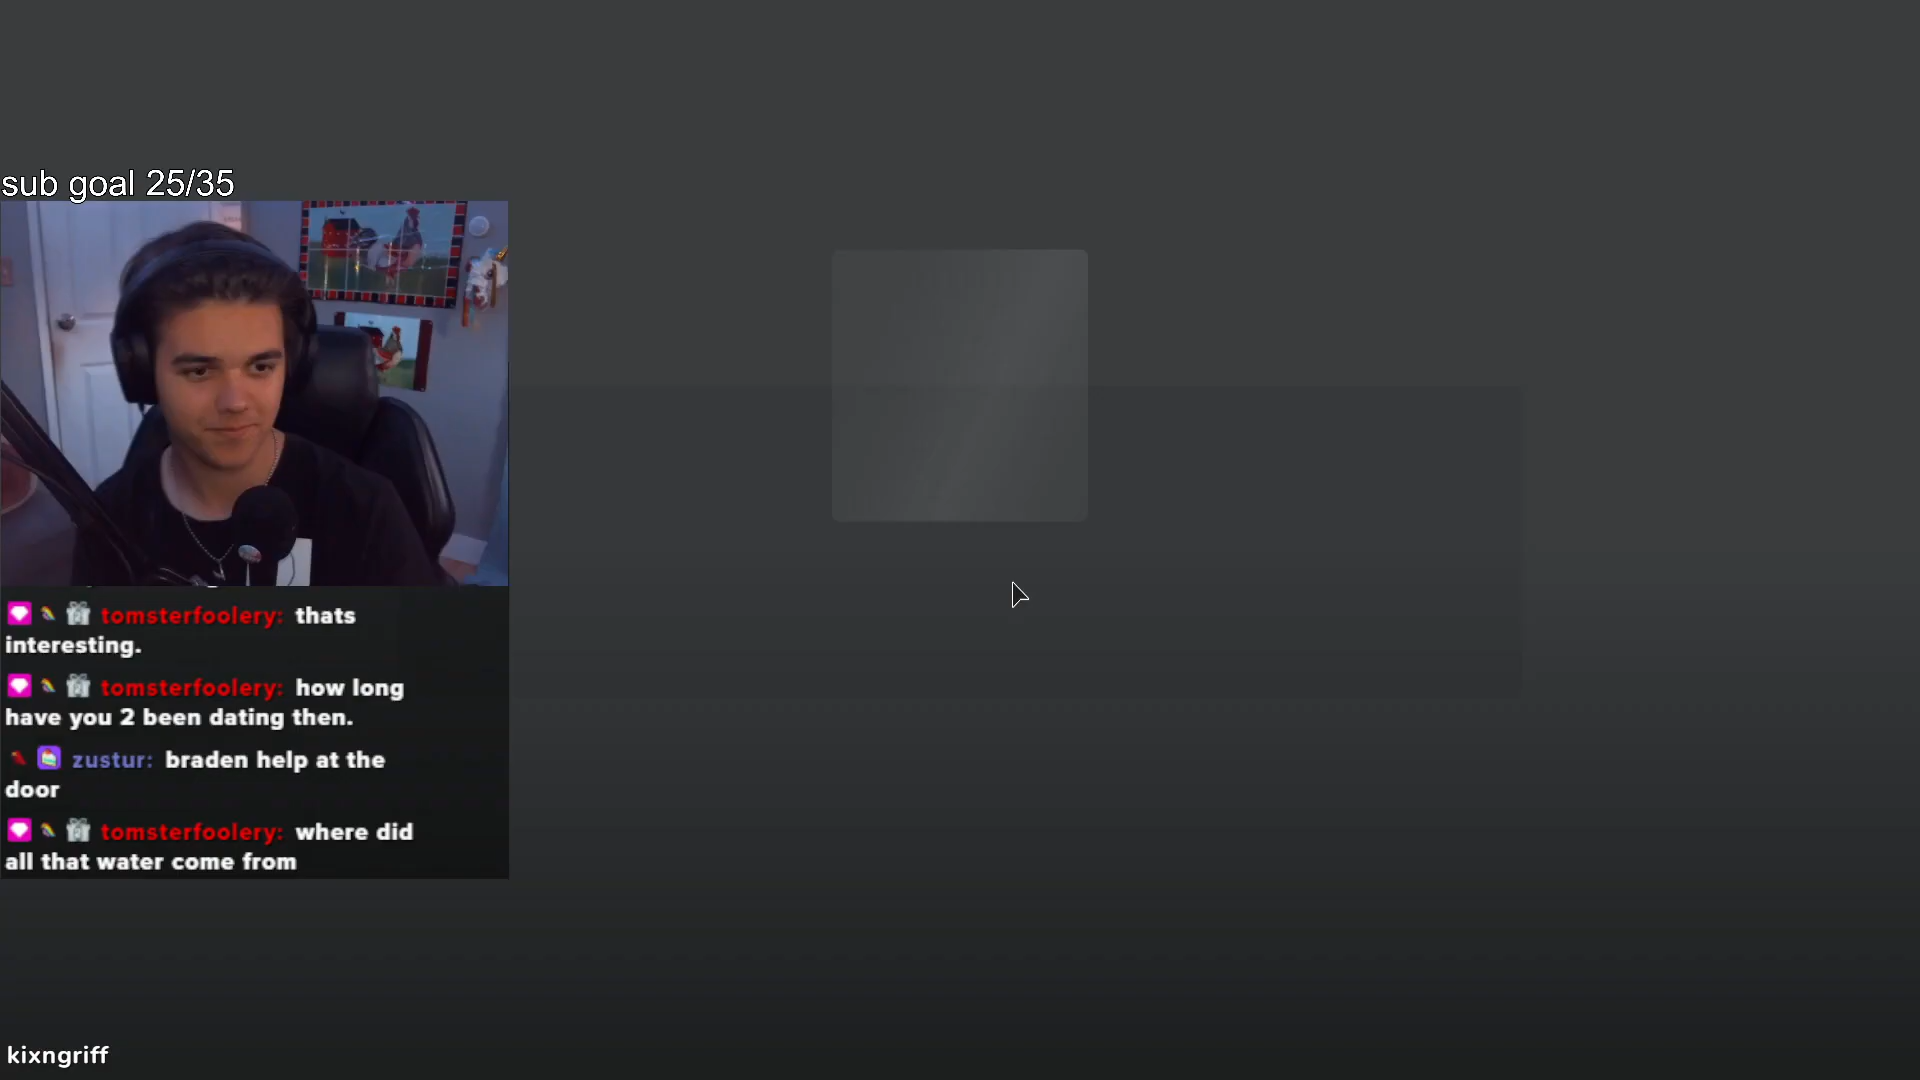 sub goal 25/35
tomsterfoolery: thats
interesting.
tomsterfoolery: how long
have you 2 been dating then.
zustur: braden help at the
door
tomsterfoolery: where did
all that water come from
kixngriff